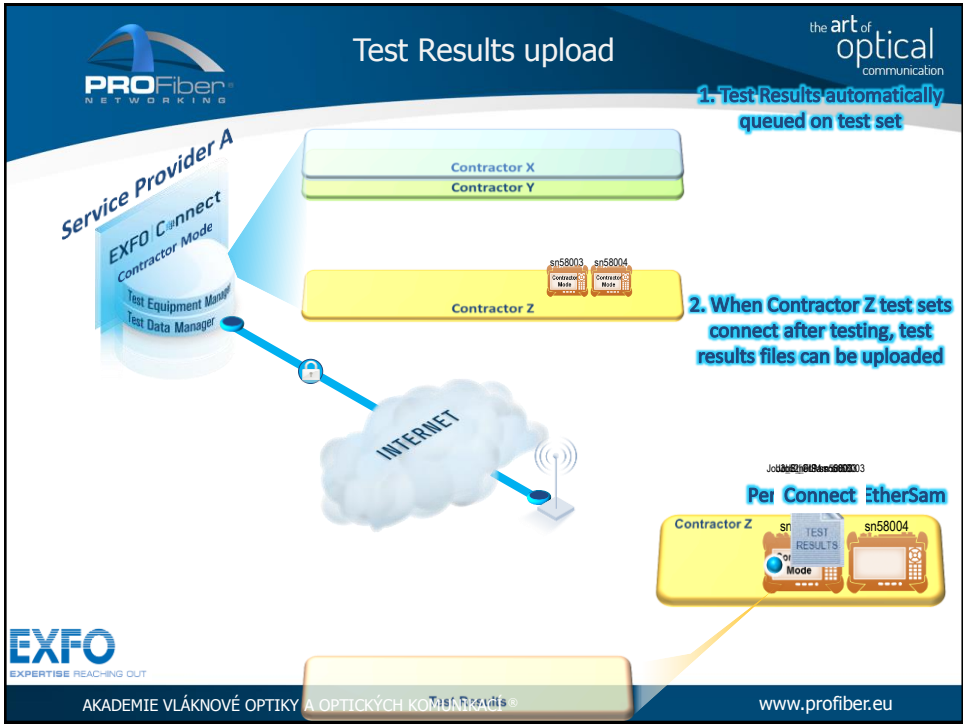 Test Results upload
PROFiber®
NETWORKING
the art of
optical
communication
1. Test Results automatically
queued on test set
Service Provider A
EXFO Connect
Contractor Mode
Test Equipment Manager
Test Data Manager
Contractor X
Contractor Y
sn58003 sn58004
Contractor Mode
Contractor Mode
Contractor Z
2. When Contractor Z test sets
connect after testing, test
results files can be uploaded
INTERNET
Connect EtherSam
Contractor Z
sn58004
TEST
RESULTS
Mode
EXFO
EXPERTISE REACHING OUT
Test Results
AKADEMIE VLÁKNOVÉ OPTIKY A OPTICKÝCH KOMUNIKACÍ ®
www.profiber.eu